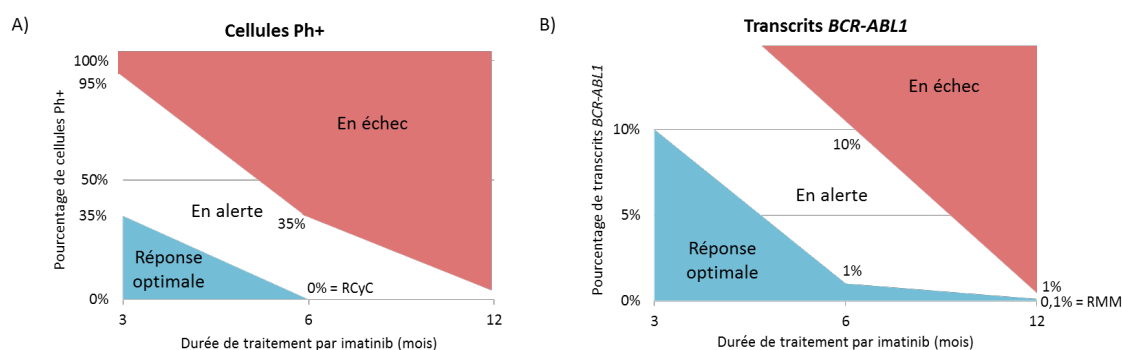 A)
Cellules Ph+
Pourcentage de cellules Ph+
100%
95%
50%
35%
0%
En échec
En alerte
35%
Réponse
optimale
0% = RCyC
3
6
12
Durée de traitement par imatinib (mois)
B)
Transcrits BCR-ABL1
Pourcentage de transcrits BCR-ABL1
10%
5%
0%
En échec
10%
En alerte
Réponse
optimale
1%
1%
0,1% = RMM
3
6
12
Durée de traitement par imatinib (mois)